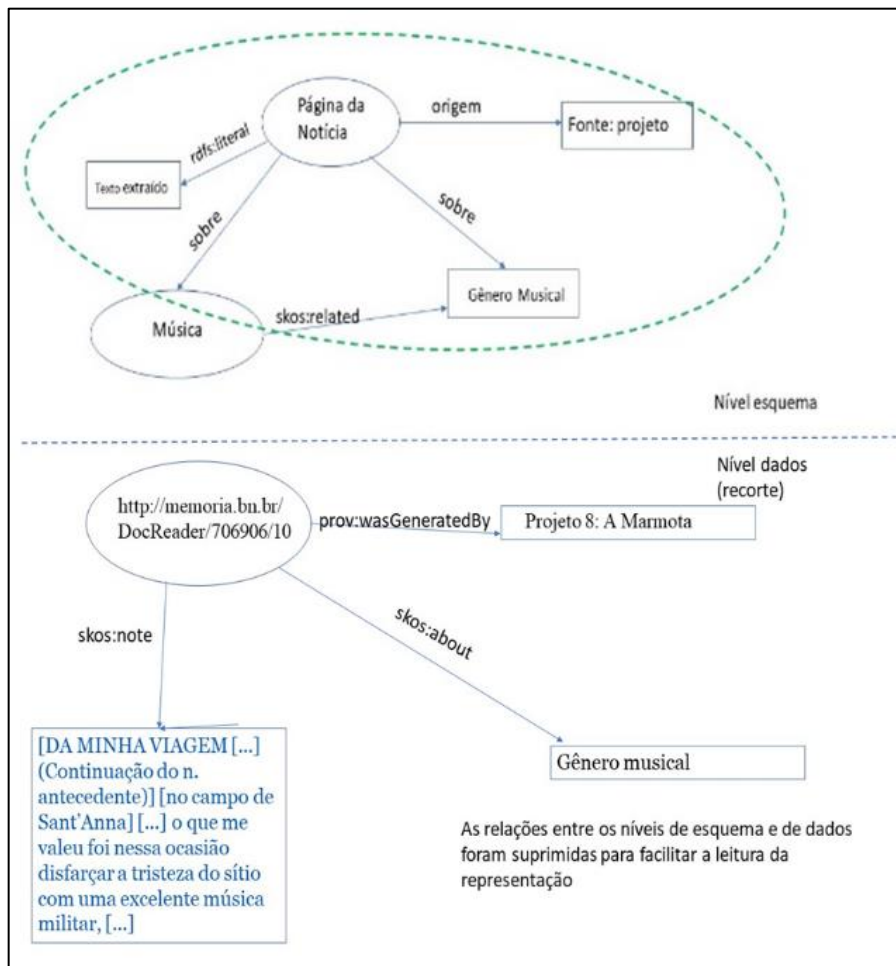 Página da
Notícia
origem
Fonte: projeto
rdfs:literal
Texto extraído
sobre
sobre
Gênero Musical
skos:related
Música
Nível esquema
Nível dados
(recorte)
http://memoria.bn.br/
DocReader/706906/10
prov:wasGeneratedBy
Projeto 8: A Marmota
skos:note
skos:about
[DA MINHA VIAGEM [...]
(Continuação do n.
antecedente)] [no campo de
Sant'Anna] [...] o que me
valeu foi nessa ocasião
disfarçar a tristeza do sítio
com uma excelente música
militar, [...]
Gênero musical
As relações entre os níveis de esquema e de dados
foram suprimidas para facilitar a leitura da
representação